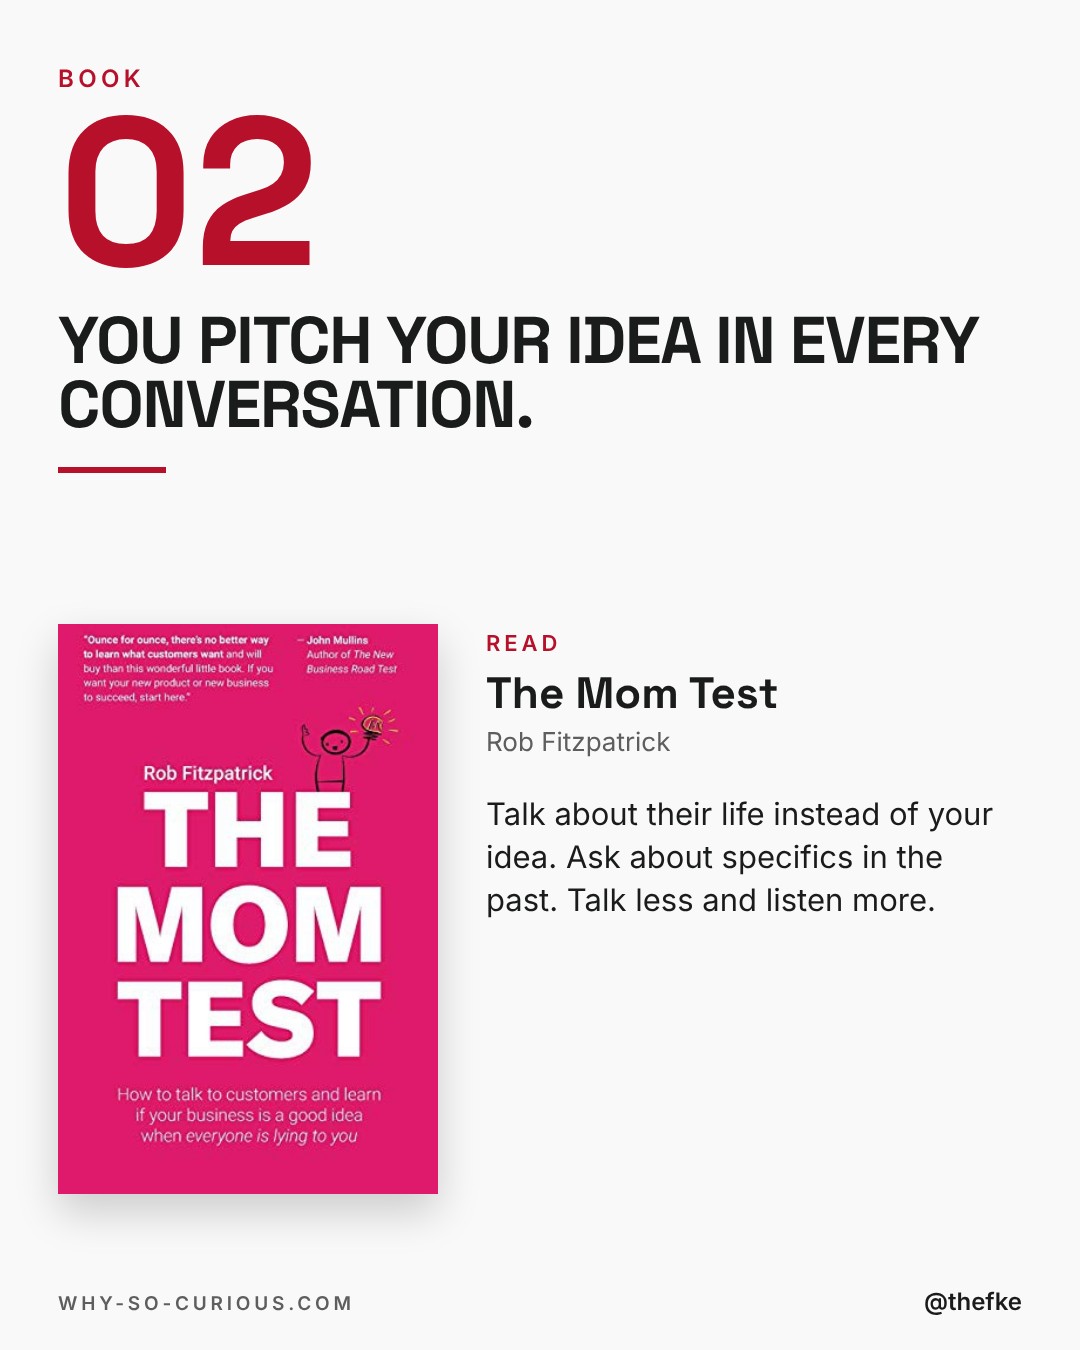 BOOK
02
YOU PITCH YOUR IDEA IN EVERY
CONVERSATION.
"Ounce for ounce, there's no better way
to learn what customers want and will
buy than this wonderful little book. If you
want your new product or new business
to succeed, start here."
— John Mullins
Author of The New
Business Road Test
Rob Fitzpatrick
THE
MOM
TEST
How to talk to customers and learn
if your business is a good idea
when everyone is lying to you
READ
The Mom Test
Rob Fitzpatrick
Talk about their life instead of your
idea. Ask about specifics in the
past. Talk less and listen more.
WHY-SO-CURIOUS.COM
@thefke